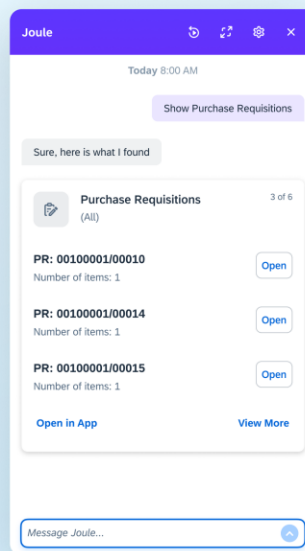 Joule
Today 8:00 AM
Show Purchase Requisitions
Sure, here is what I found
Purchase Requisitions
3 of 6
(All)
PR: 00100001/00010
Open
Number of items: 1
PR: 00100001/00014
Open
Number of items: 1
PR: 00100001/00015
Open
Number of items: 1
Open in App
View More
Message Joule...